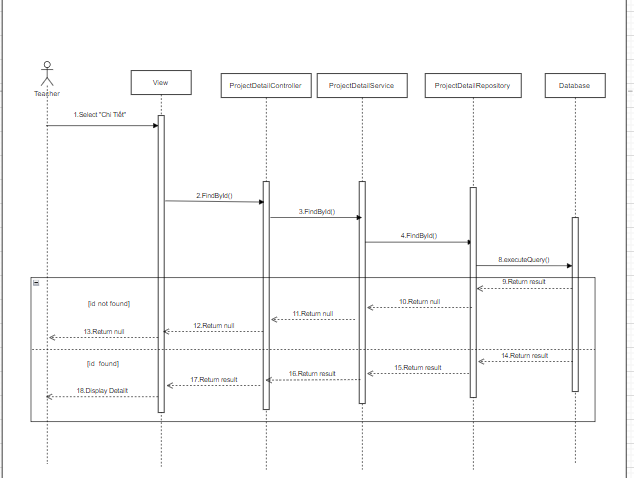 Teacher
View
ProjectDetailController
ProjectDetailService
ProjectDetailRepository
Database
1.Select "Chi Tiết"
2.FindById()
3.FindById()
4.FindById()
8.executeQuery()
9.Return result
[id not found]
10.Return null
11.Return null
12.Return null
13.Return null
[id found]
14.Return result
15.Return result
16.Return result
17.Return result
18.Display Detailt